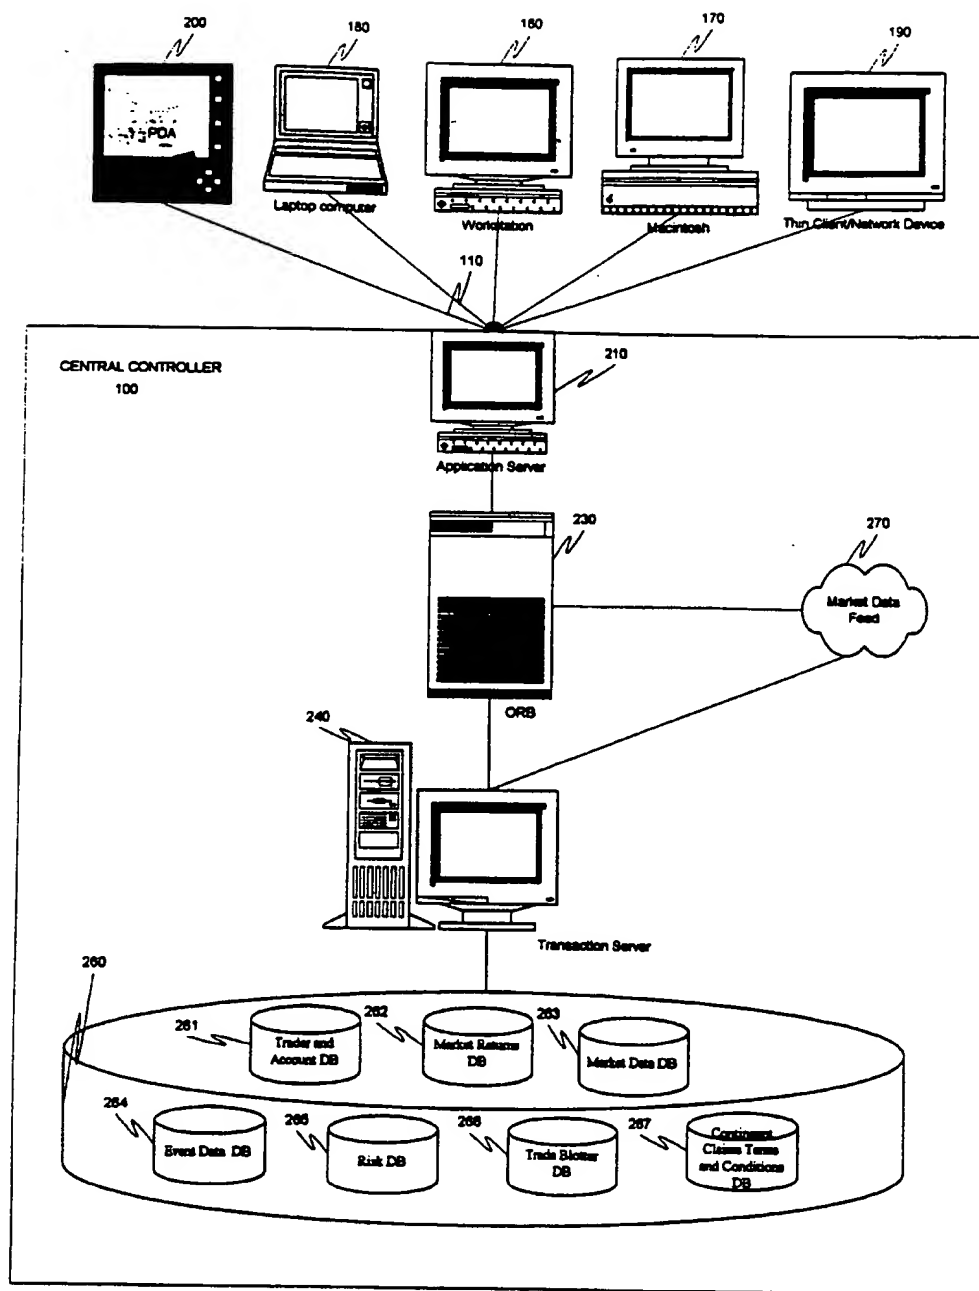 200
180
160
170
190
PDA
Laptop computer
Workstation
Macintosh
Thin Client/Network Device
110
CENTRAL CONTROLLER
100
210
Application Server
230
270
Market Data
Feed
ORB
240
Transaction Server
260
261
262
263
Trader and
Account DB
Market Returns
DB
Market Data DB
264
265
266
267
Event Data DB
Risk DB
Trade Blotter
DB
Contingent
Claims Terms
and Conditions
DB